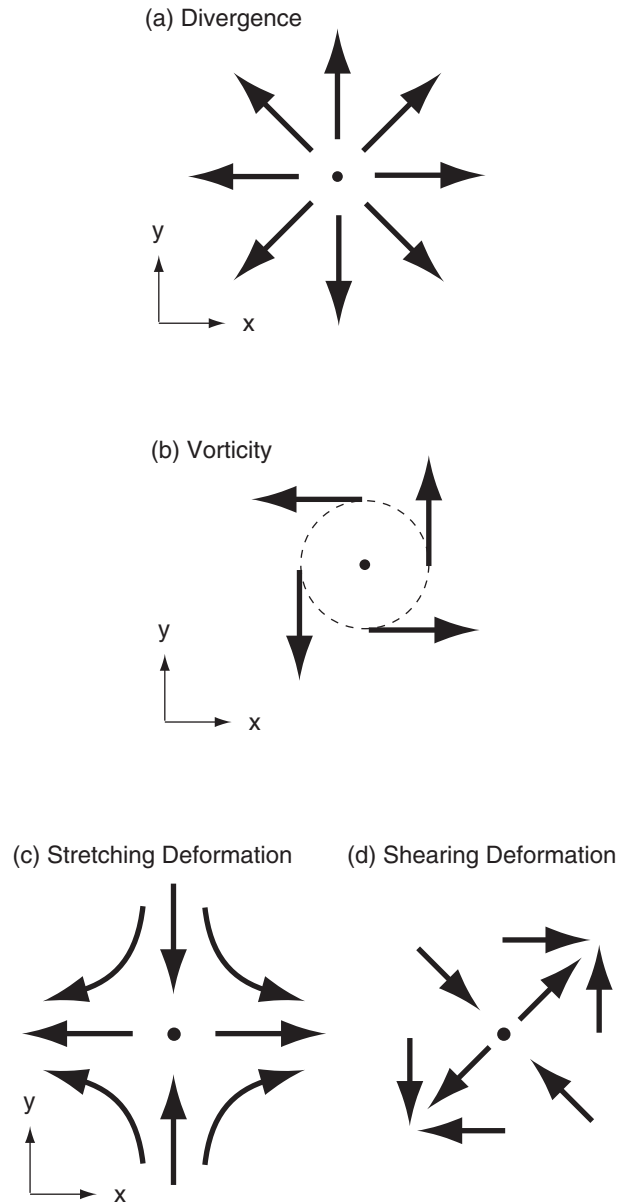 (a) Divergence
y
x
(b) Vorticity
y
x
(c) Stretching Deformation
(d) Shearing Deformation
y
x